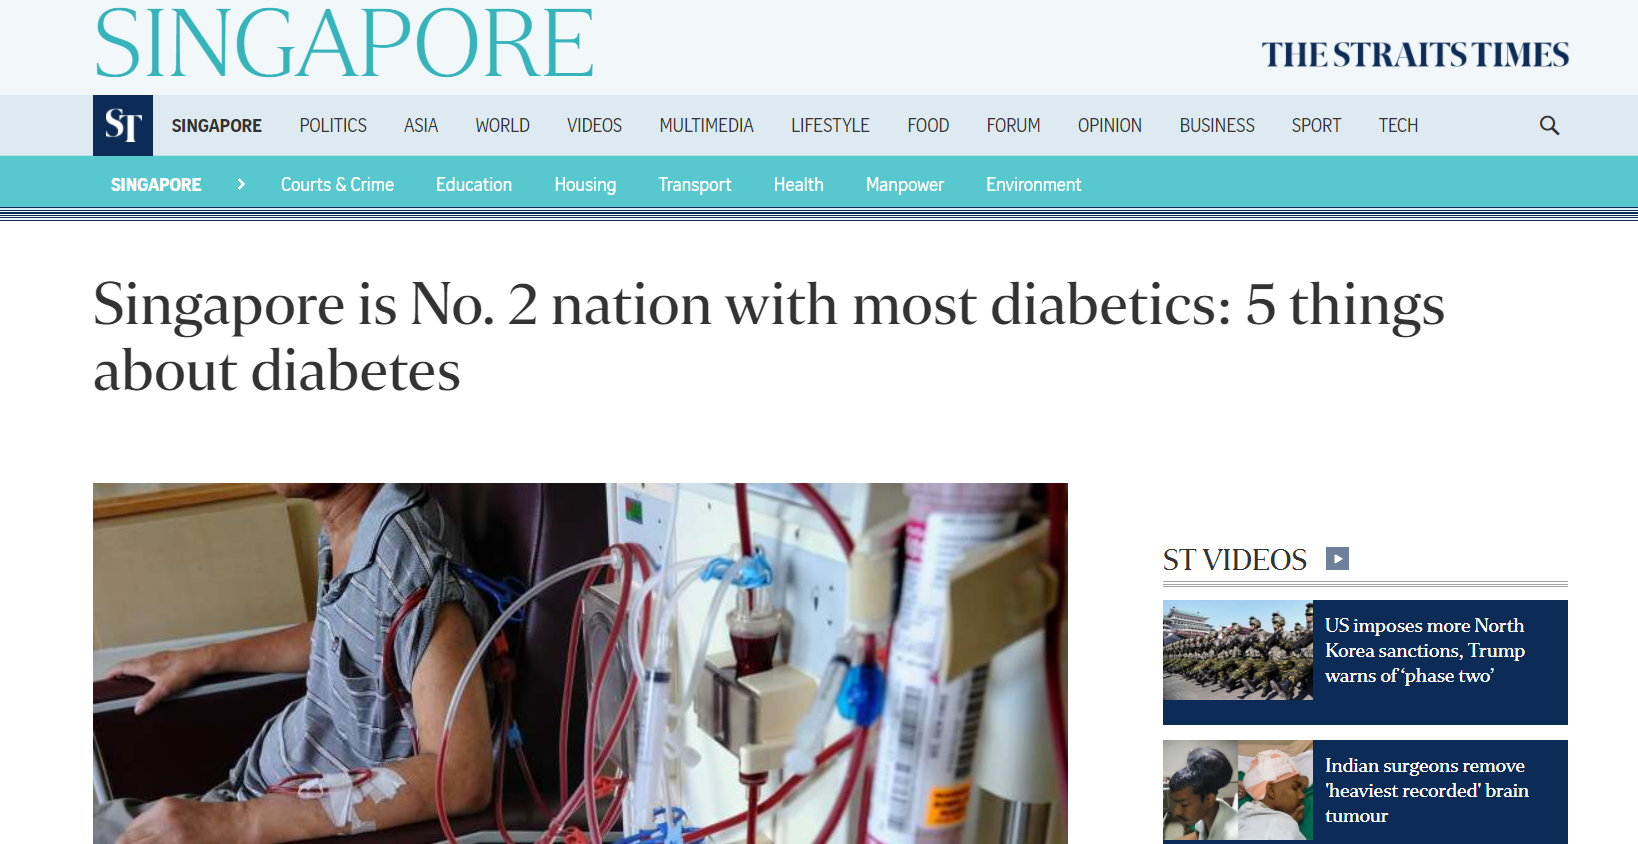 SINGAPORE
THE STRAITS TIMES
ST SINGAPORE POLITICS ASIA WORLD VIDEOS MULTIMEDIA LIFESTYLE FOOD FORUM OPINION BUSINESS SPORT TECH
SINGAPORE > Courts & Crime Education Housing Transport Health Manpower Environment
Singapore is No. 2 nation with most diabetics: 5 things
about diabetes
ST VIDEOS
US imposes more North
Korea sanctions, Trump
warns of ‘phase two’
Indian surgeons remove
'heaviest recorded' brain
tumour